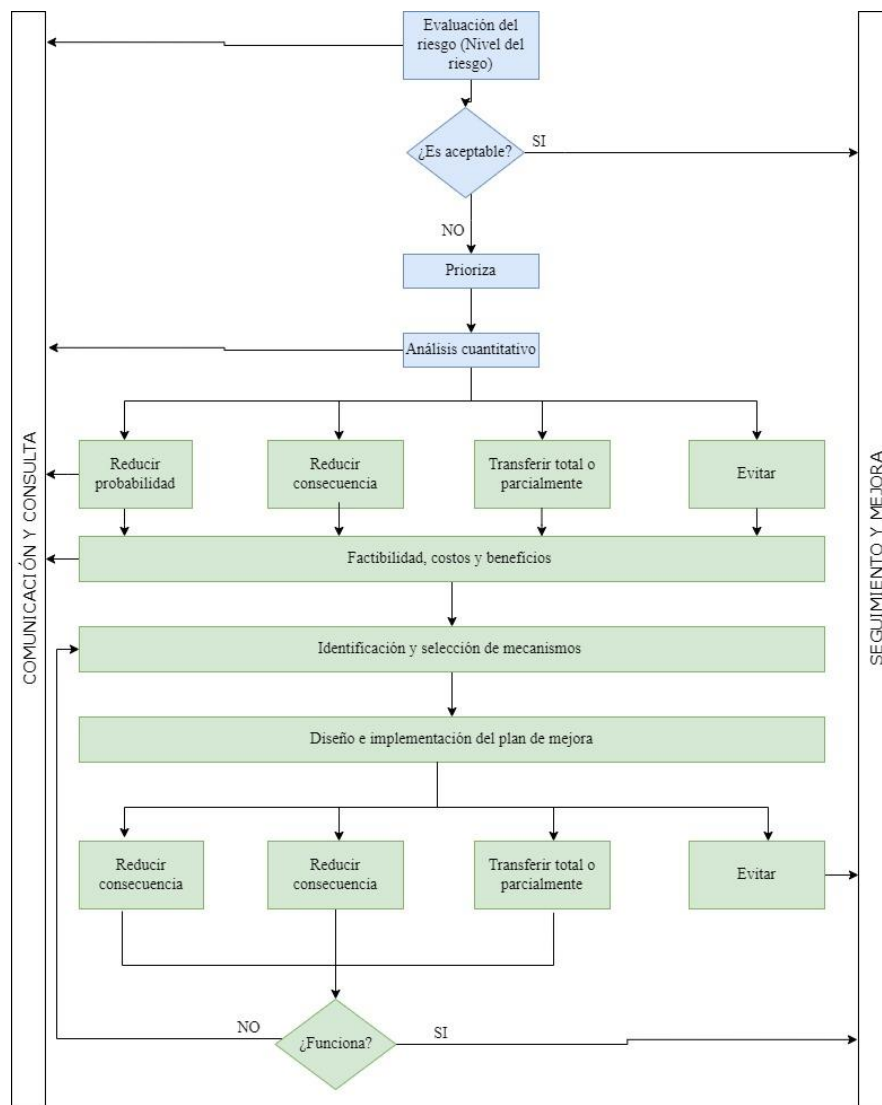 Evaluación del
riesgo (Nivel del
riesgo)
¿Es aceptable?
SI
NO
Prioriza
Análisis cuantitativo
COMUNICACIÓN Y CONSULTA
SEGUIMIENTO Y MEJORA
Reducir
probabilidad
Reducir
consecuencia
Transferir total o
parcialmente
Evitar
Factibilidad, costos y beneficios
Identificación y selección de mecanismos
Diseño e implementación del plan de mejora
Reducir
consecuencia
Reducir
consecuencia
Transferir total o
parcialmente
Evitar
NO
¿Funciona?
SI